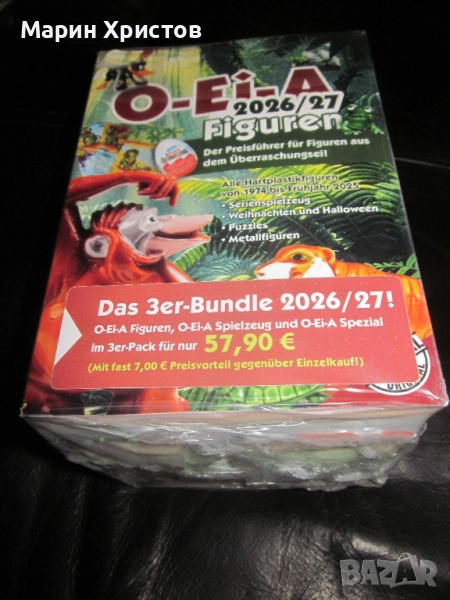 Марин Христов
O-Ei-A
2026/27
Figuren
Der Preisführer für Figuren aus
dem Überraschungsei!
Alle Hartplastikfiguren
von 1974 bis Frühjahr 2025
• Serienspielzeug
• Weihnachten und Halloween
• Puzzles
• Metallfiguren
Das 3er-Bundle 2026/27!
O-Ei-A Figuren, O-Ei-A Spielzeug und O-Ei-A Spezial
im 3er-Pack für nur 57,90 €
(Mit fast 7,00 € Preisvorteil gegenüber Einzelkauf!)
ORIGINAL
BAZAR